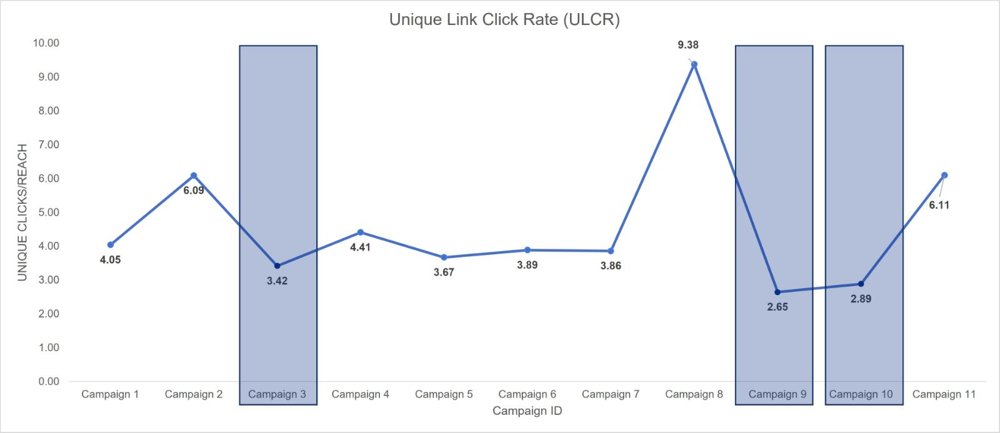 Unique Link Click Rate (ULCR)
10.00
9.00
8.00
7.00
6.00
5.00
4.00
3.00
2.00
1.00
0.00
UNIQUE CLICKS/REACH
4.05
6.09
3.42
4.41
3.67
3.89
3.86
9.38
2.65
2.89
6.11
Campaign 1
Campaign 2
Campaign 3
Campaign 4
Campaign 5
Campaign 6
Campaign 7
Campaign 8
Campaign 9
Campaign 10
Campaign 11
Campaign ID